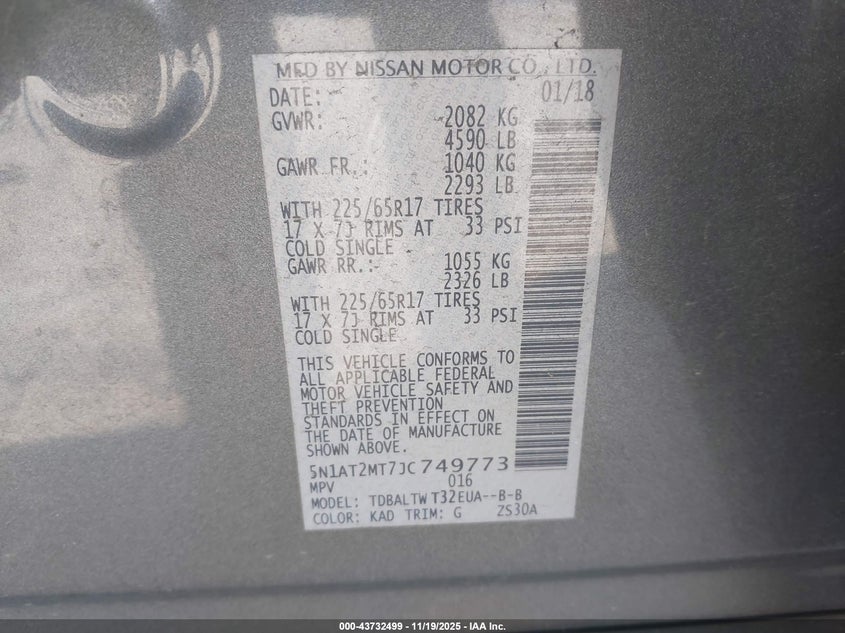 MFD BY NISSAN MOTOR CO., LTD.
DATE: 01/18
GVWR: 2082 KG
4590 LB
GAWR FR.: 1040 KG
2293 LB
WITH 225/65R17 TIRES
17 X 7J RIMS AT 33 PSI
COLD SINGLE
GAWR RR.: 1055 KG
2326 LB
WITH 225/65R17 TIRES
17 X 7J RIMS AT 33 PSI
COLD SINGLE
THIS VEHICLE CONFORMS TO
ALL APPLICABLE FEDERAL
MOTOR VEHICLE SAFETY AND
THEFT PREVENTION
STANDARDS IN EFFECT ON
THE DATE OF MANUFACTURE
SHOWN ABOVE.
5N1AT2MT7JC749773
MPV 016
MODEL: TDBALTW T32EUA--B-B
COLOR: KAD TRIM: G ZS30A
000-43732499 - 11/19/2025 - IAA Inc.